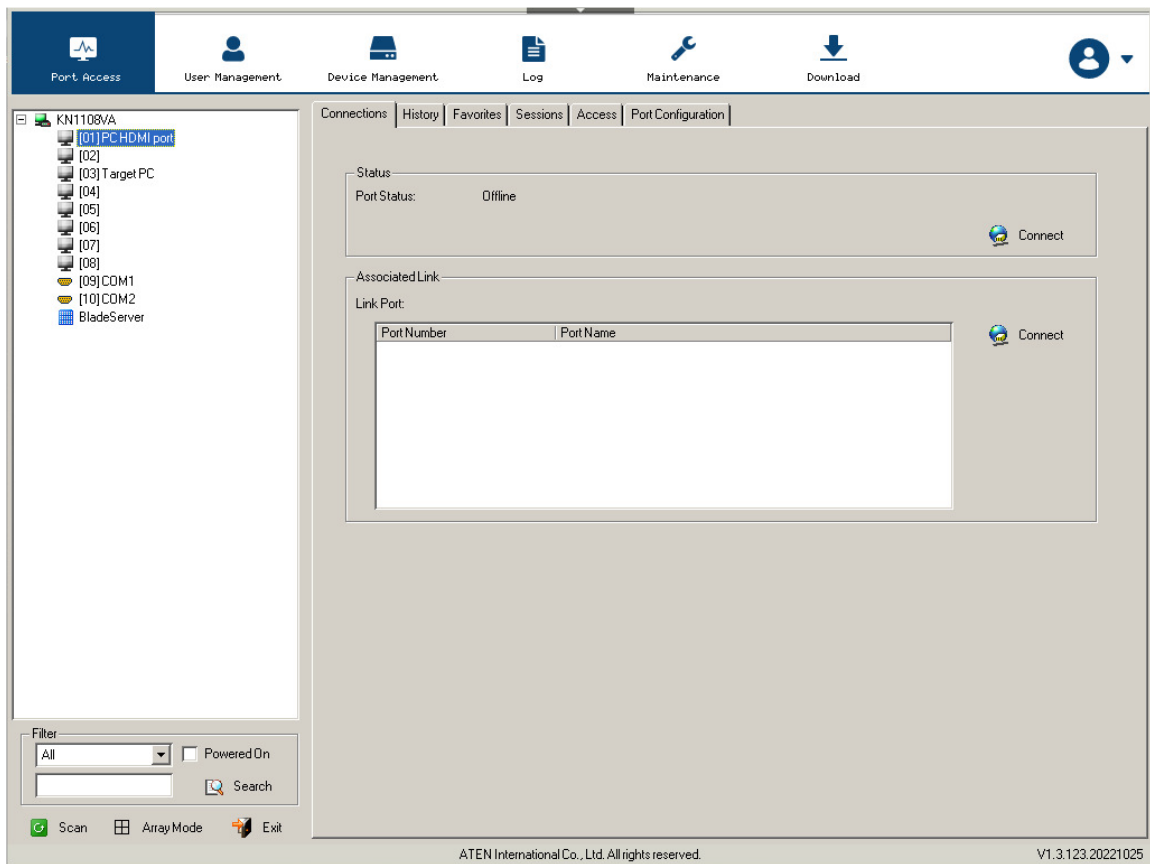 Port Access
User Management
Device Management
Log
Maintenance
Download
KN1108VA
[01]PC HDMI port
[02]
[03] Target PC
[04]
[05]
[06]
[07]
[08]
[09]COM1
[10]COM2
BladeServer
Connections
History
Favorites
Sessions
Access
Port Configuration
Status
Port Status:
Offline
Connect
Associated Link
Link Port:
Port Number
Port Name
Connect
Filter
All
Powered On
Search
Scan
Array Mode
Exit
ATEN International Co., Ltd. All rights reserved.
V1.3.123.20221025